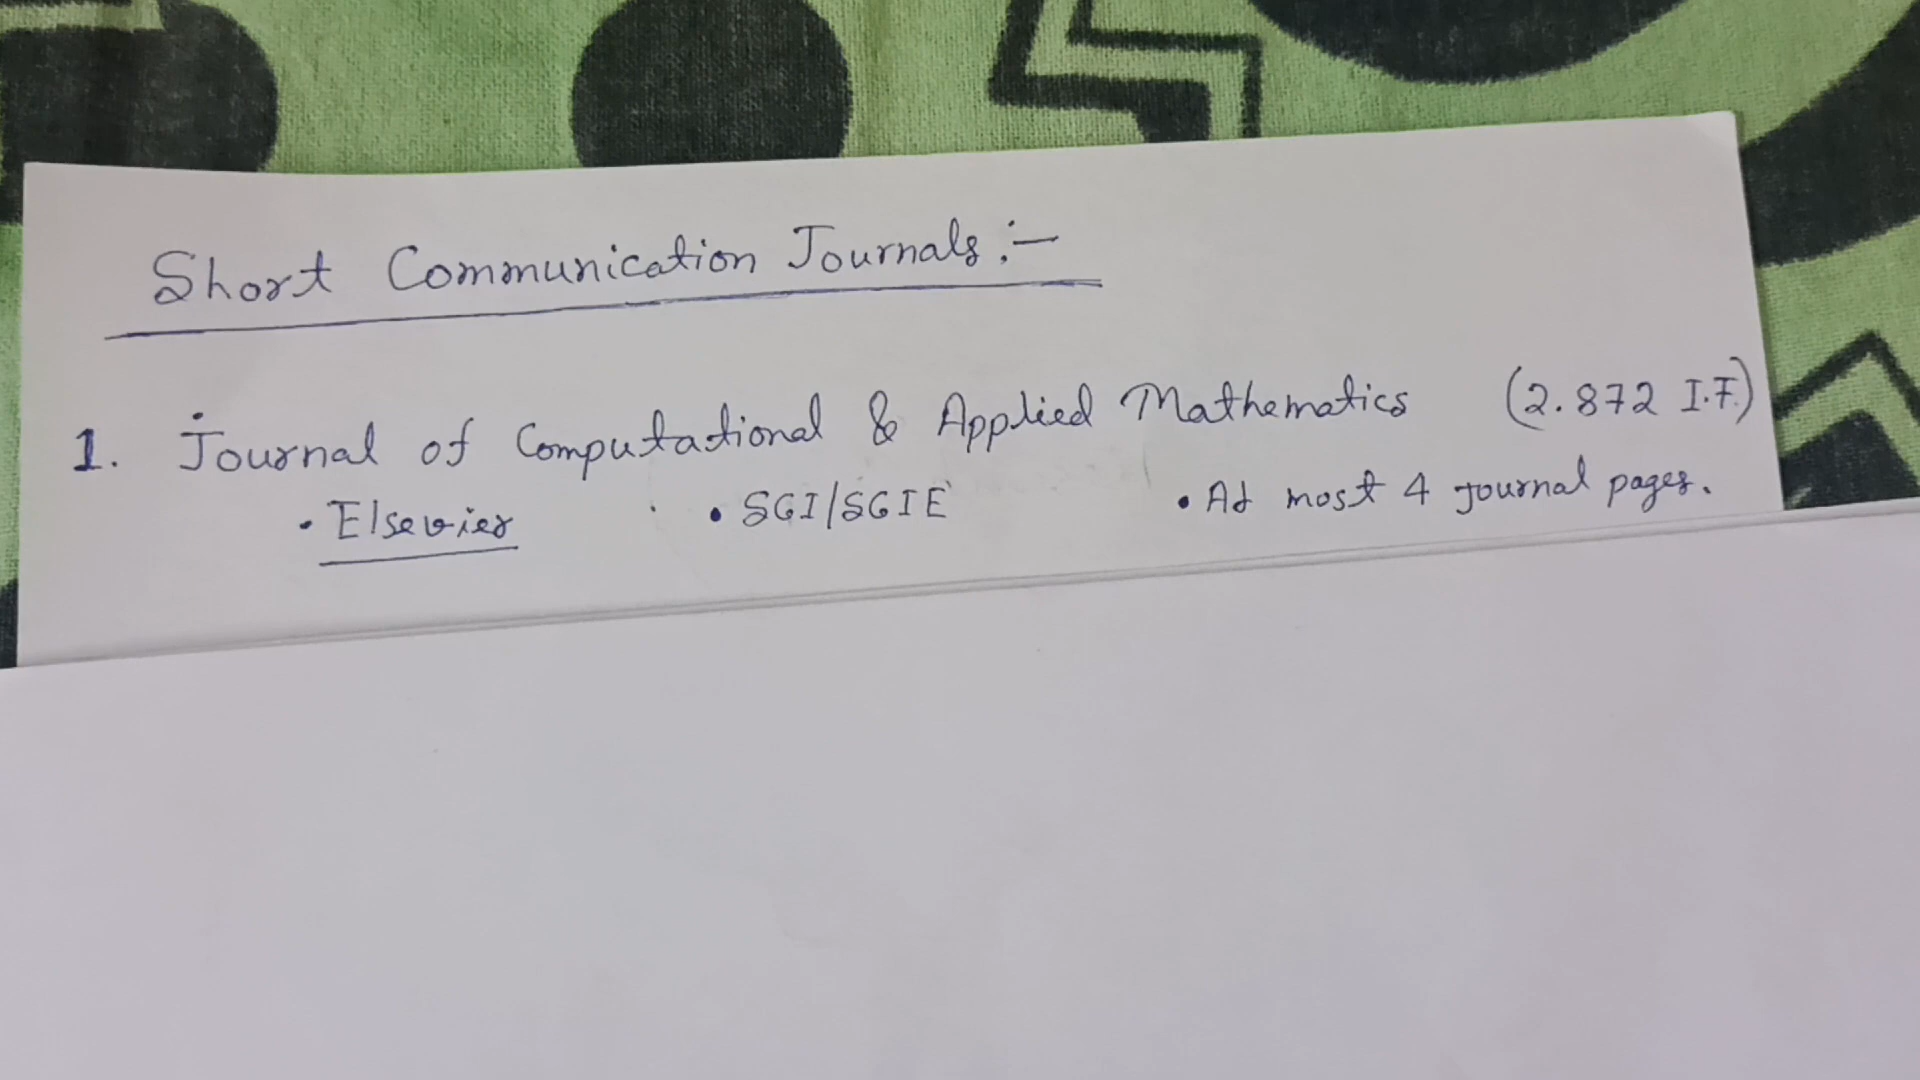 Short Communication Journals :-
1. Journal of Computational & Applied Mathematics (2.872 I.F.)
• Elsevier • SCI/SCIE • At most 4 journal pages.